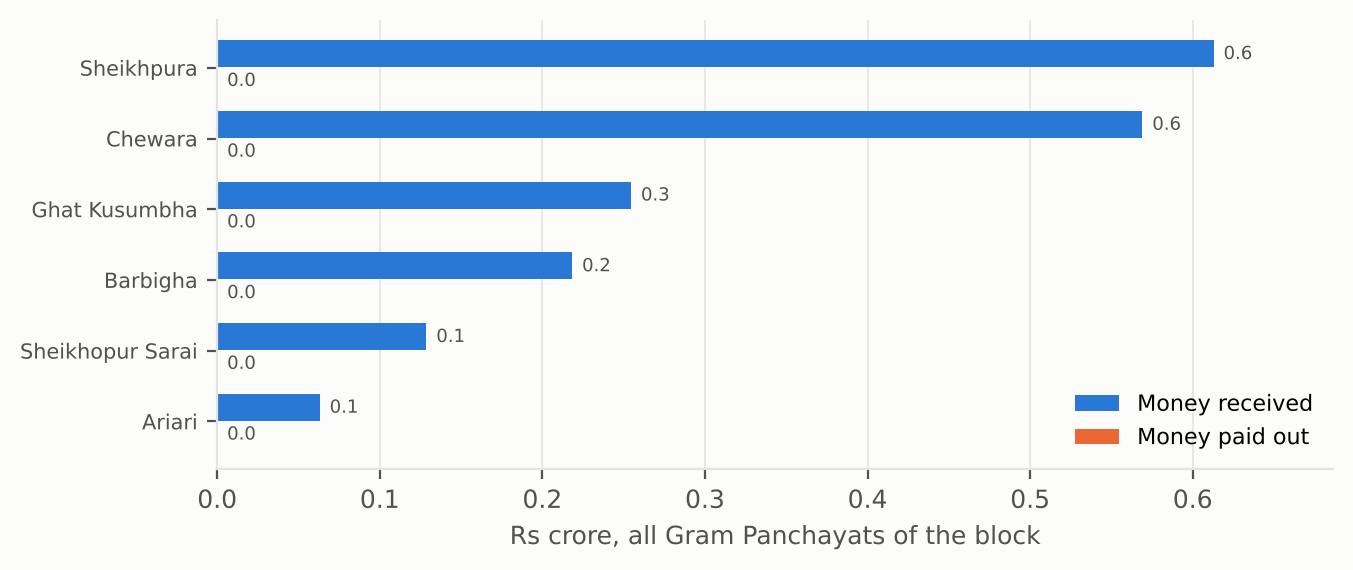 Sheikhpura
0.6
0.0
Chewara
0.6
0.0
Ghat Kusumbha
0.3
0.0
Barbigha
0.2
0.0
Sheikhopur Sarai
0.1
0.0
Ariari
0.1
0.0
Money received
Money paid out
0.0 0.1 0.2 0.3 0.4 0.5 0.6
Rs crore, all Gram Panchayats of the block